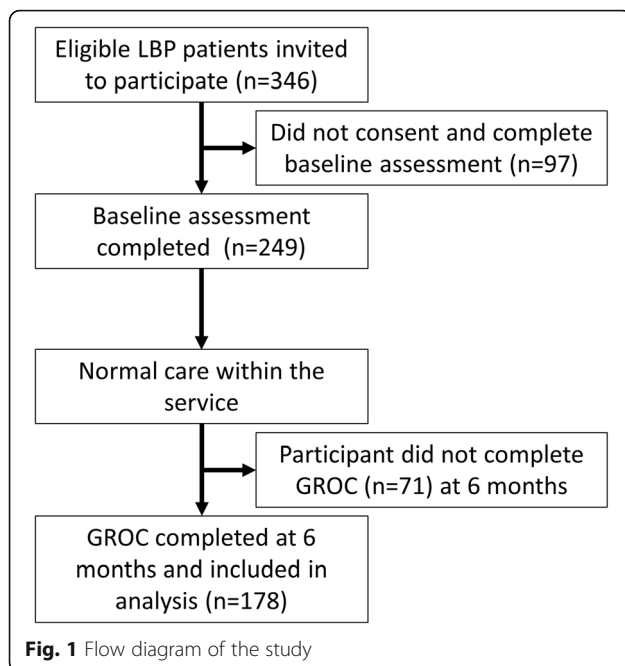 Eligible LBP patients invited
to participate (n=346)
Did not consent and complete
baseline assessment (n=97)
Baseline assessment
completed (n=249)
Normal care within the
service
Participant did not complete
GROC (n=71) at 6 months
GROC completed at 6
months and included in
analysis (n=178)
Fig. 1 Flow diagram of the study